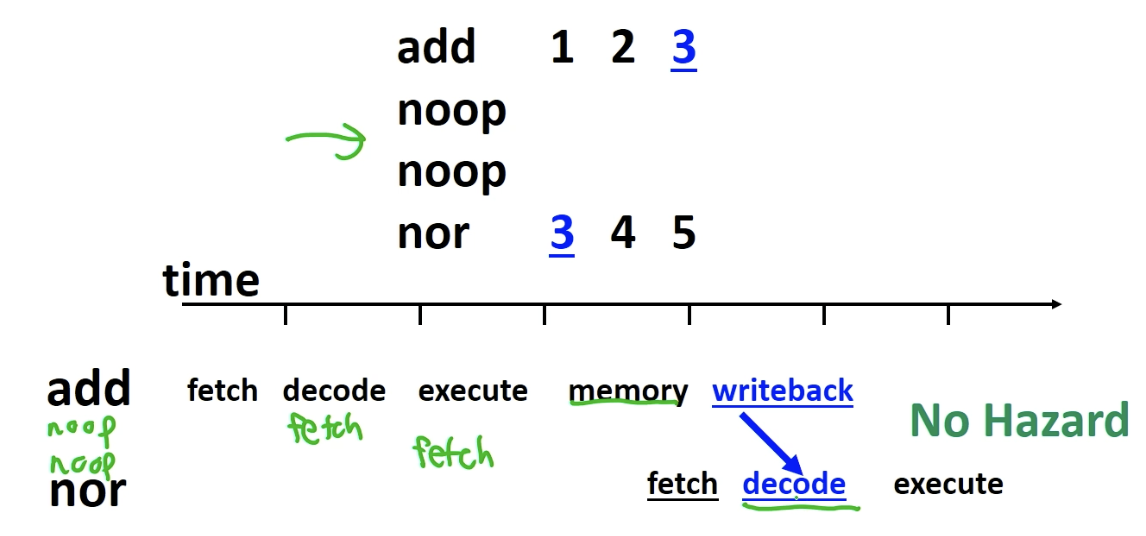 add 1 2 3
noop
noop
nor 3 4 5
time
add fetch decode execute memory writeback
noop fetch
No Hazard
noop fetch
nor fetch decode execute